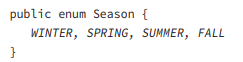 public enum Season {
   WINTER, SPRING, SUMMER, FALL
}